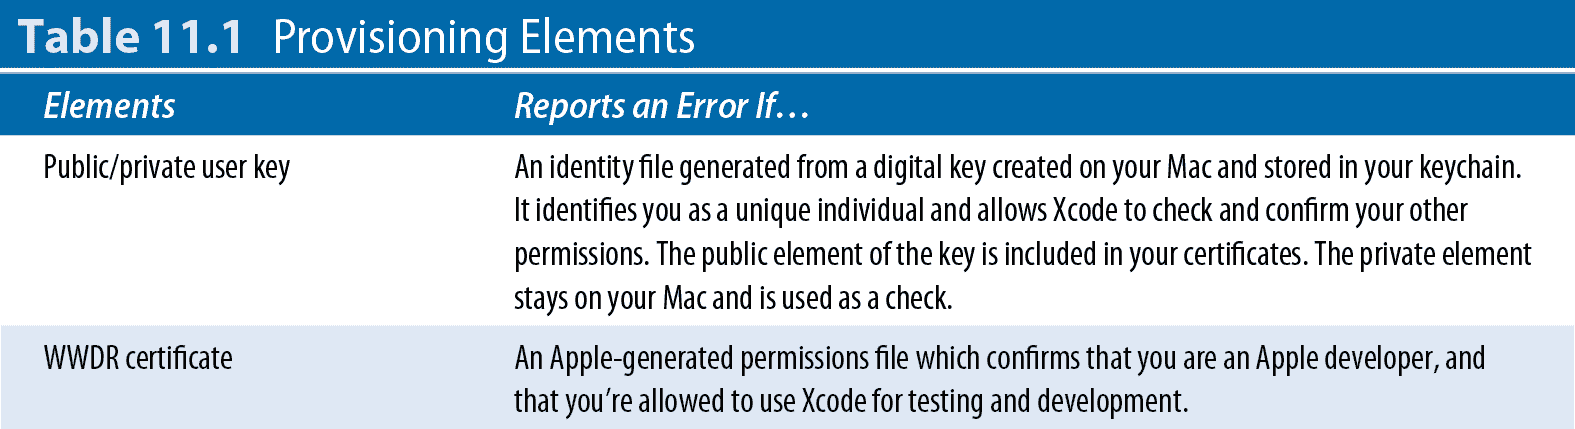 Table 11.1 Provisioning Elements
Elements Reports an Error If…
Public/private user key An identity file generated from a digital key created on your Mac and stored in your keychain.
It identifies you as a unique individual and allows Xcode to check and confirm your other
permissions. The public element of the key is included in your certificates. The private element
stays on your Mac and is used as a check.
WWDR certificate An Apple-generated permissions file which confirms that you are an Apple developer, and
that you’re allowed to use Xcode for testing and development.